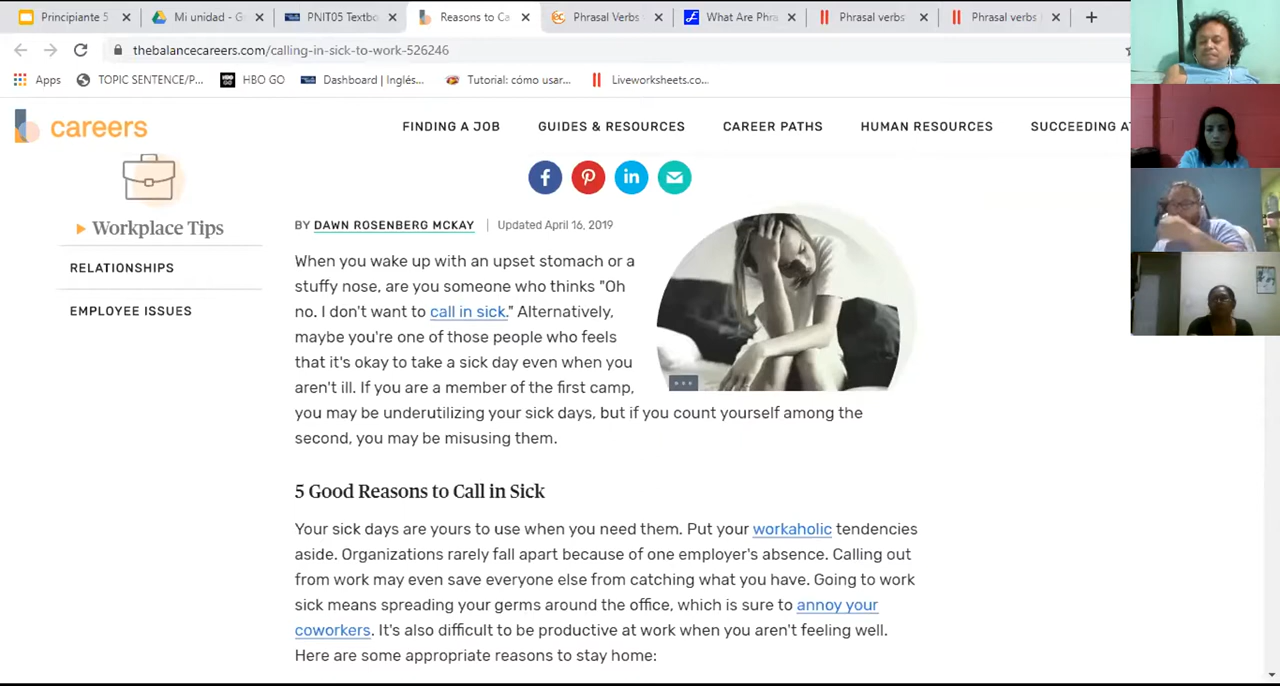 Principiante 5
Mi unidad - G
PNIT05 Textbo
Reasons to Ca
Phrasal Verbs
What Are Phra
Phrasal verbs
Phrasal verbs
thebalancecareers.com/calling-in-sick-to-work-526246
Apps
TOPIC SENTENCE/P...
HBO GO
Dashboard | Inglés...
Tutorial: cómo usar...
Liveworksheets.co...
careers
FINDING A JOB
GUIDES & RESOURCES
CAREER PATHS
HUMAN RESOURCES
SUCCEEDING AT
Workplace Tips
RELATIONSHIPS
EMPLOYEE ISSUES
BY DAWN ROSENBERG MCKAY | Updated April 16, 2019
When you wake up with an upset stomach or a
stuffy nose, are you someone who thinks "Oh
no. I don't want to call in sick." Alternatively,
maybe you're one of those people who feels
that it's okay to take a sick day even when you
aren't ill. If you are a member of the first camp,
you may be underutilizing your sick days, but if you count yourself among the
second, you may be misusing them.
5 Good Reasons to Call in Sick
Your sick days are yours to use when you need them. Put your workaholic tendencies
aside. Organizations rarely fall apart because of one employer's absence. Calling out
from work may even save everyone else from catching what you have. Going to work
sick means spreading your germs around the office, which is sure to annoy your
coworkers. It's also difficult to be productive at work when you aren't feeling well.
Here are some appropriate reasons to stay home: